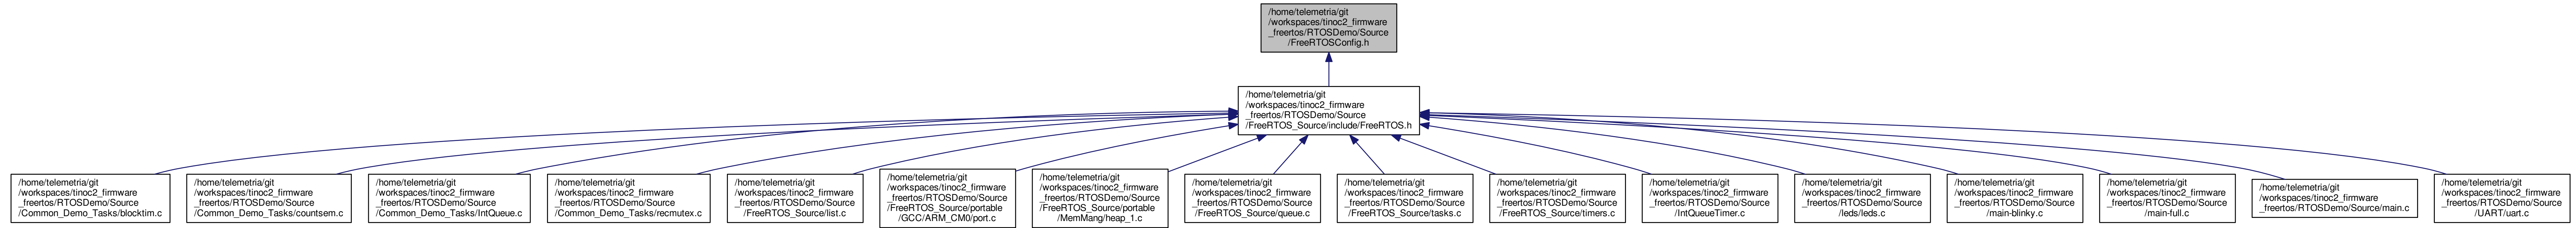 /home/telemetria/git
/workspaces/tinoc2_firmware
_freertos/RTOSDemo/Source
/FreeRTOSConfig.h
/home/telemetria/git
/workspaces/tinoc2_firmware
_freertos/RTOSDemo/Source
/FreeRTOS_Source/include/FreeRTOS.h
/home/telemetria/git
/workspaces/tinoc2_firmware
_freertos/RTOSDemo/Source
/Common_Demo_Tasks/blocktim.c
/home/telemetria/git
/workspaces/tinoc2_firmware
_freertos/RTOSDemo/Source
/Common_Demo_Tasks/countsem.c
/home/telemetria/git
/workspaces/tinoc2_firmware
_freertos/RTOSDemo/Source
/Common_Demo_Tasks/IntQueue.c
/home/telemetria/git
/workspaces/tinoc2_firmware
_freertos/RTOSDemo/Source
/Common_Demo_Tasks/recmutex.c
/home/telemetria/git
/workspaces/tinoc2_firmware
_freertos/RTOSDemo/Source
/FreeRTOS_Source/list.c
/home/telemetria/git
/workspaces/tinoc2_firmware
_freertos/RTOSDemo/Source
/FreeRTOS_Source/portable
/GCC/ARM_CM0/port.c
/home/telemetria/git
/workspaces/tinoc2_firmware
_freertos/RTOSDemo/Source
/FreeRTOS_Source/portable
/MemMang/heap_1.c
/home/telemetria/git
/workspaces/tinoc2_firmware
_freertos/RTOSDemo/Source
/FreeRTOS_Source/queue.c
/home/telemetria/git
/workspaces/tinoc2_firmware
_freertos/RTOSDemo/Source
/FreeRTOS_Source/tasks.c
/home/telemetria/git
/workspaces/tinoc2_firmware
_freertos/RTOSDemo/Source
/FreeRTOS_Source/timers.c
/home/telemetria/git
/workspaces/tinoc2_firmware
_freertos/RTOSDemo/Source
/IntQueueTimer.c
/home/telemetria/git
/workspaces/tinoc2_firmware
_freertos/RTOSDemo/Source
/leds/leds.c
/home/telemetria/git
/workspaces/tinoc2_firmware
_freertos/RTOSDemo/Source
/main-blinky.c
/home/telemetria/git
/workspaces/tinoc2_firmware
_freertos/RTOSDemo/Source
/main-full.c
/home/telemetria/git
/workspaces/tinoc2_firmware
_freertos/RTOSDemo/Source/main.c
/home/telemetria/git
/workspaces/tinoc2_firmware
_freertos/RTOSDemo/Source
/UART/uart.c